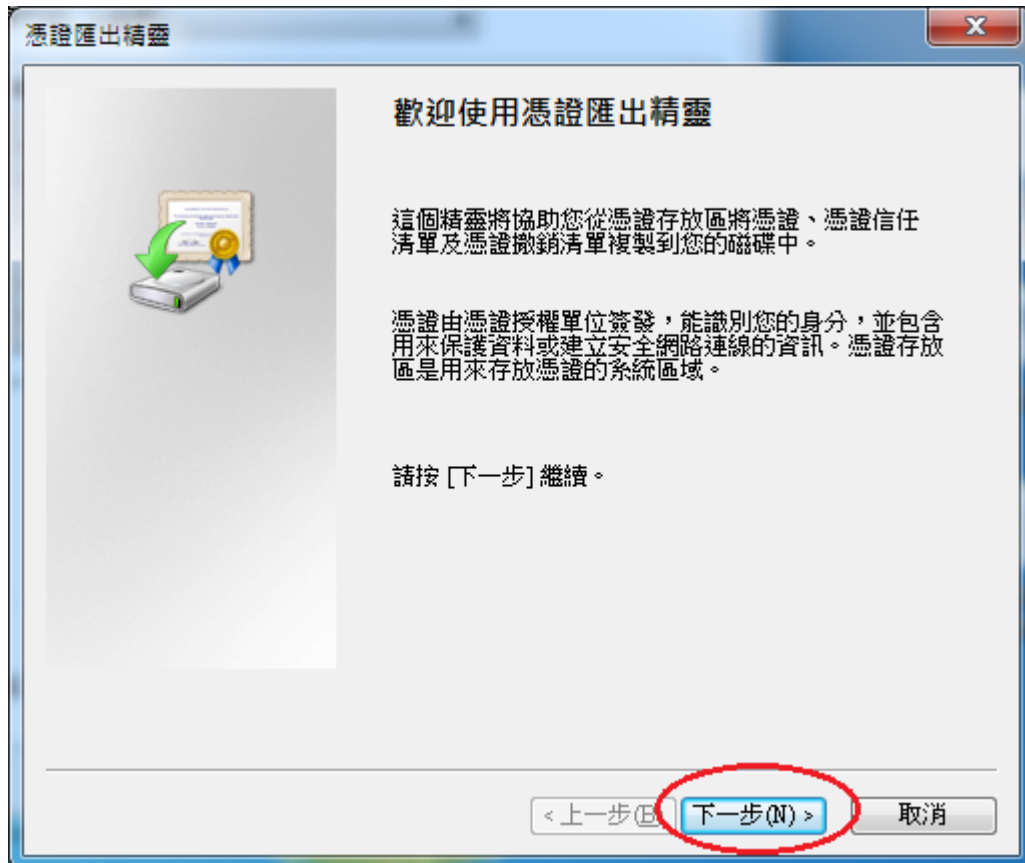 憑證匯出精靈
歡迎使用憑證匯出精靈
這個精靈將協助您從憑證存放區將憑證、憑證信任
清單及憑證撤銷清單複製到您的磁碟中。
憑證由憑證授權單位簽發，能識別您的身分，並包含
用來保護資料或建立安全網路連線的資訊。憑證存放
區是用來存放憑證的系統區域。
請按 [下一步] 繼續。
< 上一步(B 下一步(N) > 取消